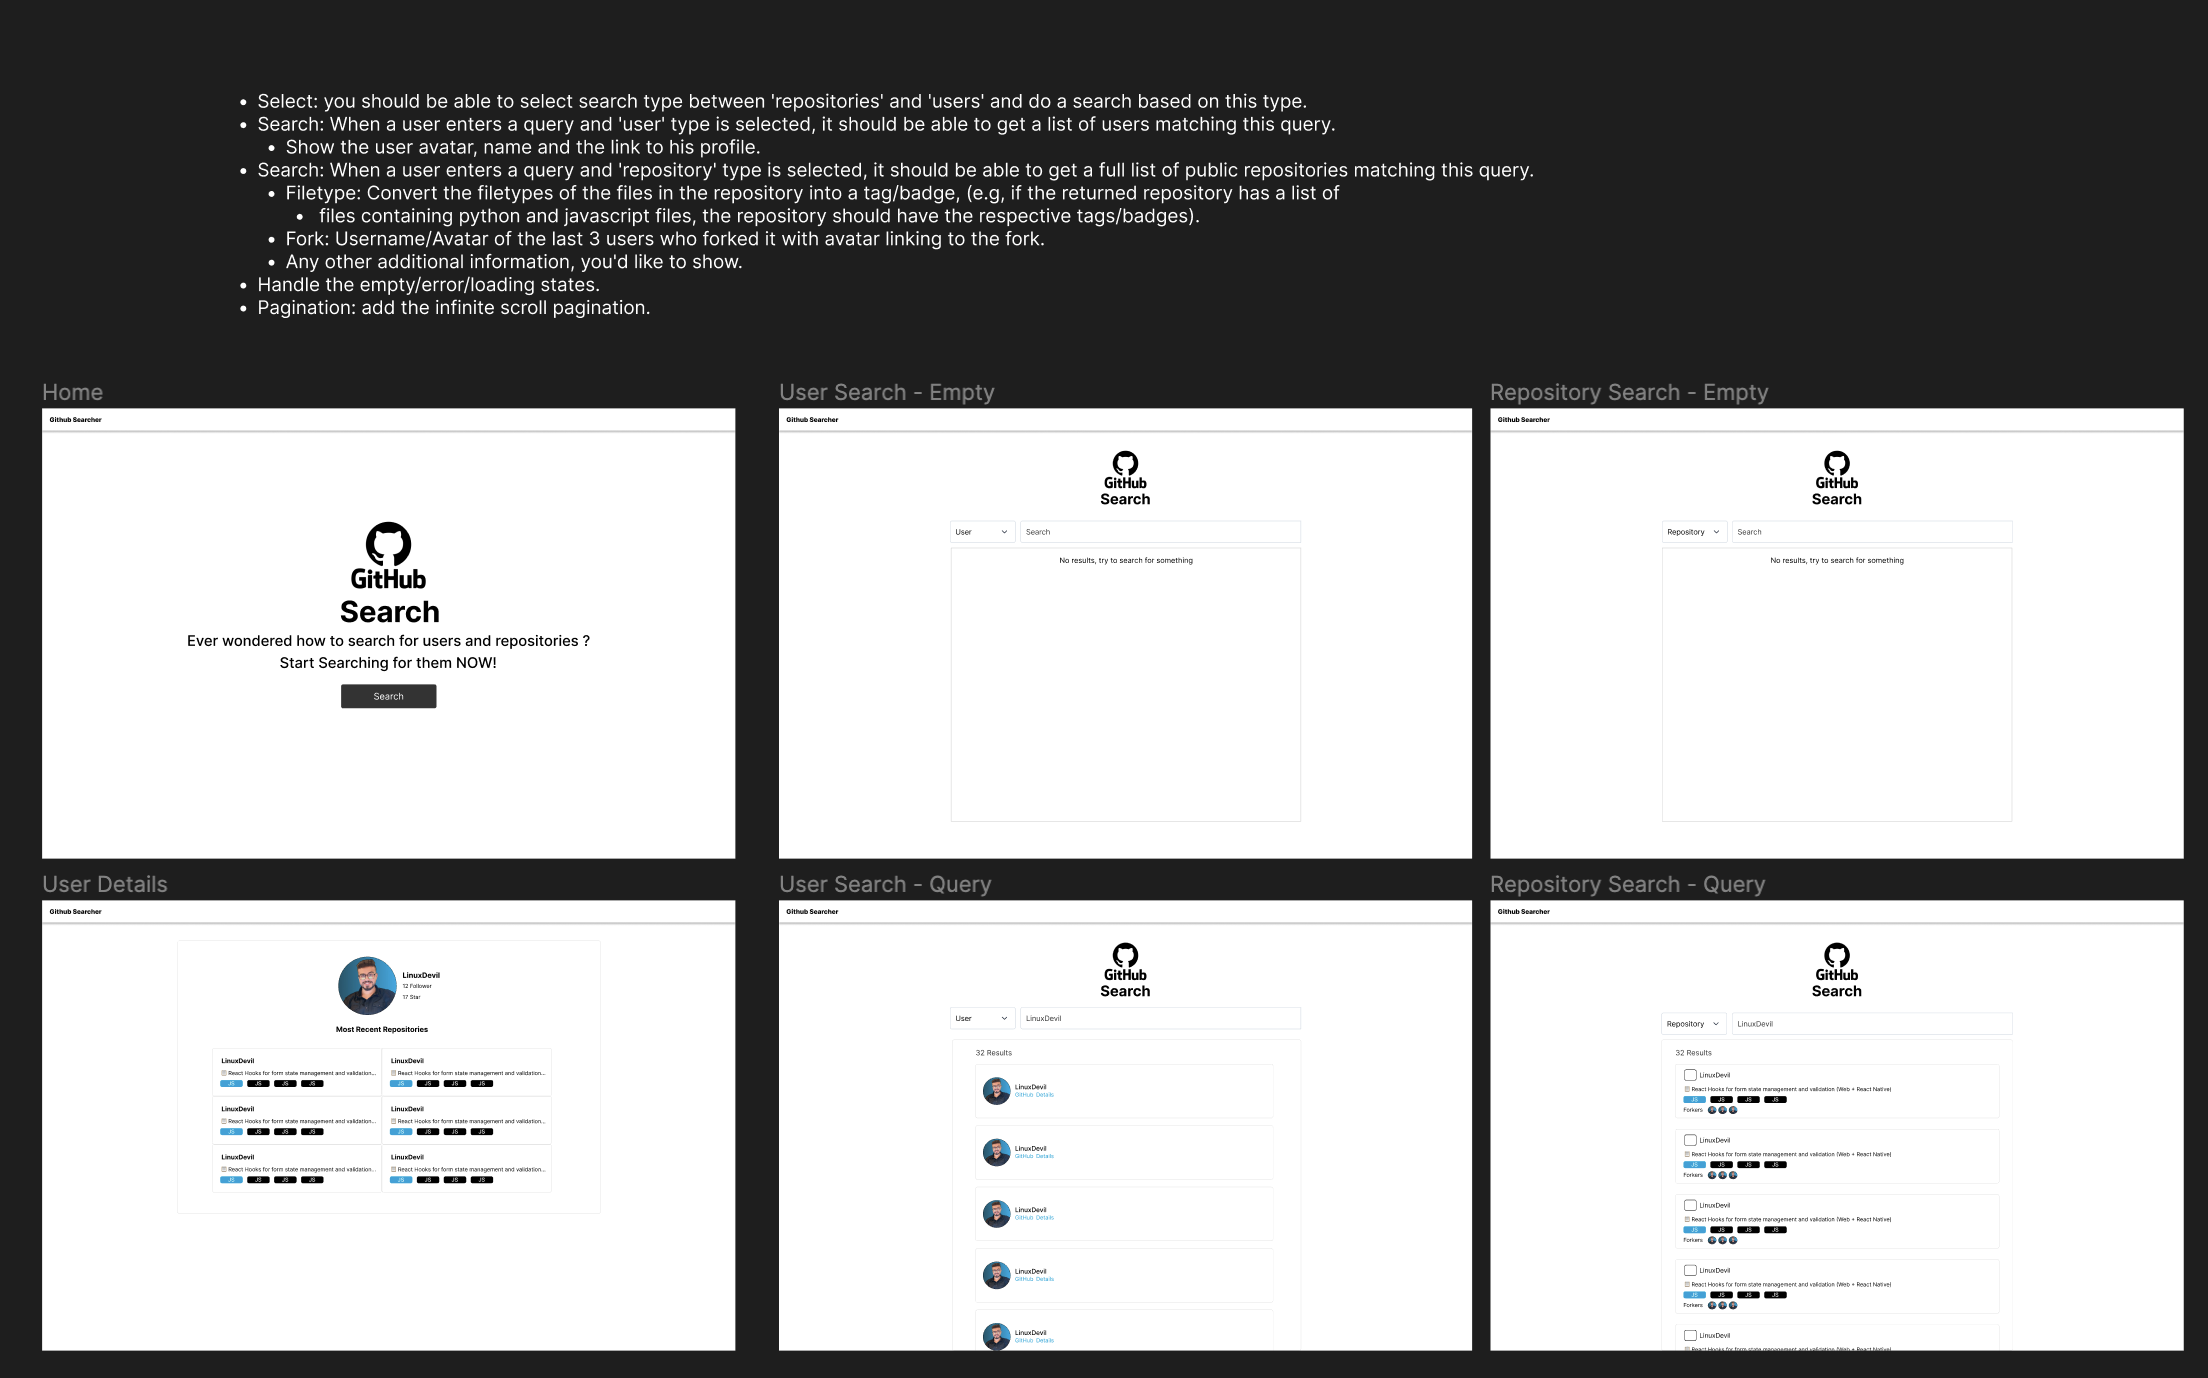 Select: you should be able to select search type between 'repositories' and 'users' and do a search based on this type.
Search: When a user enters a query and 'user' type is selected, it should be able to get a list of users matching this query.
Show the user avatar, name and the link to his profile.
Search: When a user enters a query and 'repository' type is selected, it should be able to get a full list of public repositories matching this query.
Filetype: Convert the filetypes of the files in the repository into a tag/badge, (e.g, if the returned repository has a list of
files containing python and javascript files, the repository should have the respective tags/badges).
Fork: Username/Avatar of the last 3 users who forked it with avatar linking to the fork.
Any other additional information, you'd like to show.
Handle the empty/error/loading states.
Pagination: add the infinite scroll pagination.
Home
Github Searcher
GitHub
Search
Ever wondered how to search for users and repositories ?
Start Searching for them NOW!
Search
User Search - Empty
Github Searcher
GitHub
Search
User
Search
No results, try to search for something
Repository Search - Empty
Github Searcher
GitHub
Search
Repository
Search
No results, try to search for something
User Details
Github Searcher
LinuxDevil
12 Follower
17 Star
Most Recent Repositories
LinuxDevil
React Hooks for form state management and validation...
JS JS JS JS
LinuxDevil
React Hooks for form state management and validation...
JS JS JS JS
LinuxDevil
React Hooks for form state management and validation...
JS JS JS JS
LinuxDevil
React Hooks for form state management and validation...
JS JS JS JS
LinuxDevil
React Hooks for form state management and validation...
JS JS JS JS
LinuxDevil
React Hooks for form state management and validation...
JS JS JS JS
User Search - Query
Github Searcher
GitHub
Search
User
LinuxDevil
32 Results
LinuxDevil
GitHub Details
LinuxDevil
GitHub Details
LinuxDevil
GitHub Details
LinuxDevil
GitHub Details
LinuxDevil
GitHub Details
Repository Search - Query
Github Searcher
GitHub
Search
Repository
LinuxDevil
32 Results
LinuxDevil
React Hooks for form state management and validation (Web + React Native)
JS JS JS JS
Forkers
LinuxDevil
React Hooks for form state management and validation (Web + React Native)
JS JS JS JS
Forkers
LinuxDevil
React Hooks for form state management and validation (Web + React Native)
JS JS JS JS
Forkers
LinuxDevil
React Hooks for form state management and validation (Web + React Native)
JS JS JS JS
Forkers
LinuxDevil
React Hooks for form state management and validation (Web + React Native)